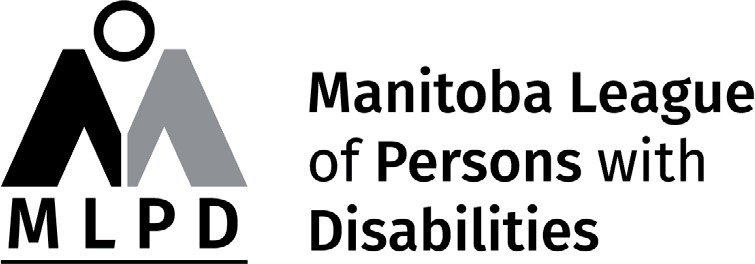 MLPD
Manitoba League
of Persons with
Disabilities